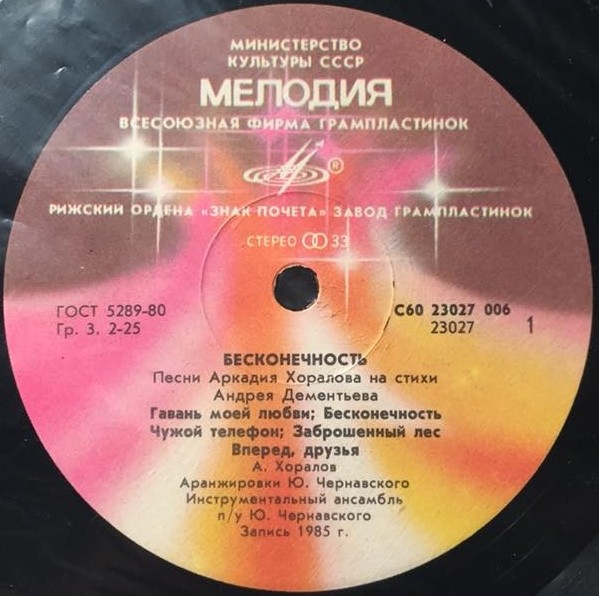 МИНИСТЕРСТВО
КУЛЬТУРЫ СССР
МЕЛОДИЯ
ВСЕСОЮЗНАЯ ФИРМА ГРАМПЛАСТИНОК
®
РИЖСКИЙ ОРДЕНА «ЗНАК ПОЧЕТА» ЗАВОД ГРАМПЛАСТИНОК
СТЕРЕО 33
ГОСТ 5289-80
Гр. 3. 2-25
С60 23027 006
23027 1
БЕСКОНЕЧНОСТЬ
Песни Аркадия Хоралова на стихи
Андрея Дементьева
Гавань моей любви; Бесконечность
Чужой телефон; Заброшенный лес
Вперед, друзья
А. Хоралов
Аранжировки Ю. Чернавского
Инструментальный ансамбль
п/у Ю. Чернавского
Запись 1985 г.